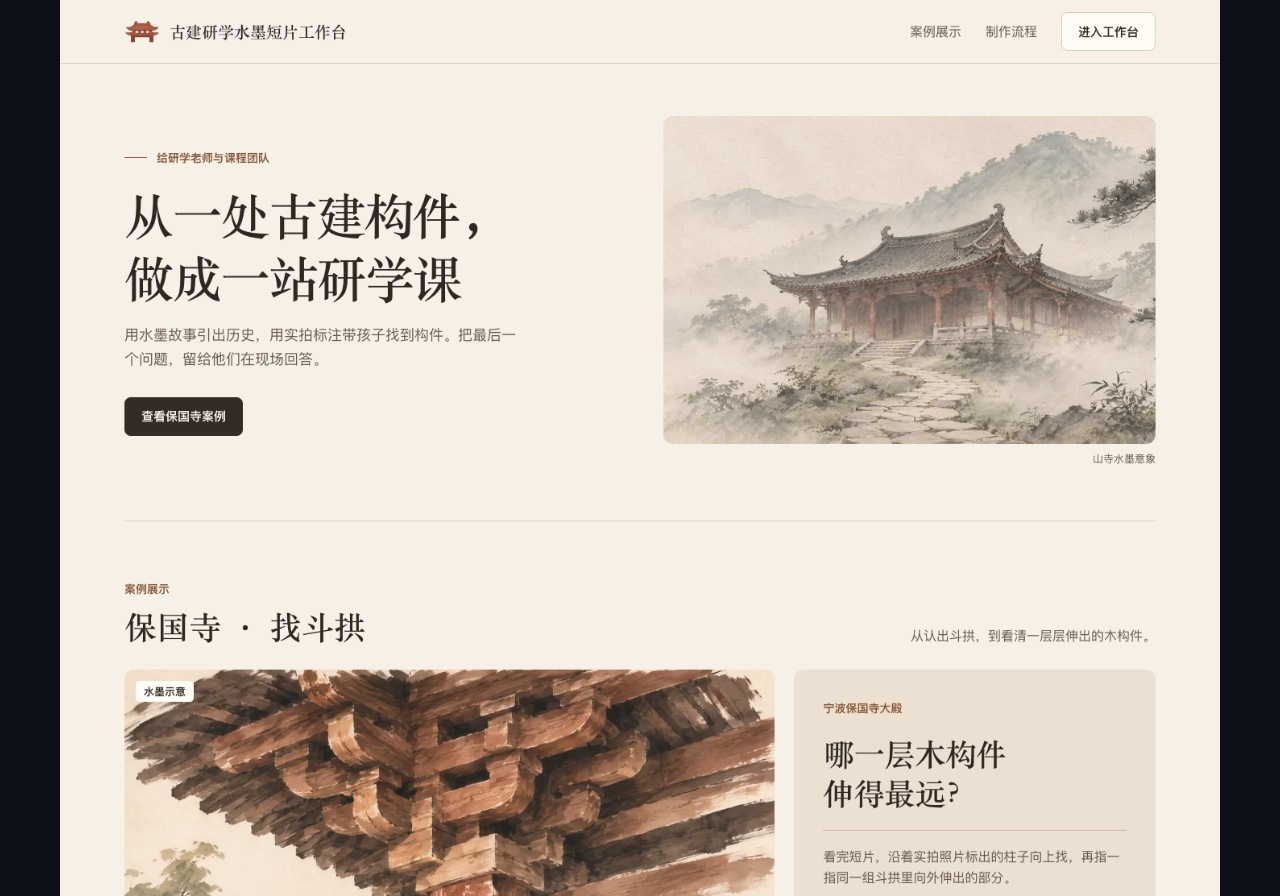 古建研学水墨短片工作台
案例展示
制作流程
进入工作台
给研学老师与课程团队
从一处古建构件，
做成一站研学课
用水墨故事引出历史，用实拍标注带孩子找到构件。把最后一
个问题，留给他们在现场回答。
查看保国寺案例
山寺水墨意象
案例展示
保国寺 · 找斗拱
从认出斗拱，到看清一层层伸出的木构件。
水墨示意
宁波保国寺大殿
哪一层木构件
伸得最远？
看完短片，沿着实拍照片标出的柱子向上找，再指一
指同一组斗拱里向外伸出的部分。